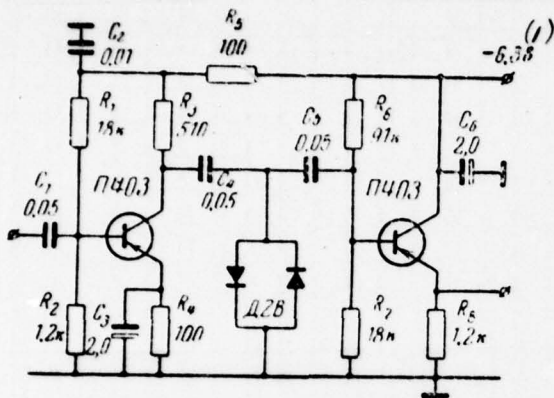 C2
0,01
R5
100
(1)
-6,3В
R1
18к
R3
510
C5
0,05
R6
91к
C6
2,0
C1
0,05
П403
C4
0,05
П403
R2
1,2к
C3
2,0
R4
100
Д2В
R7
18к
R8
1,2к